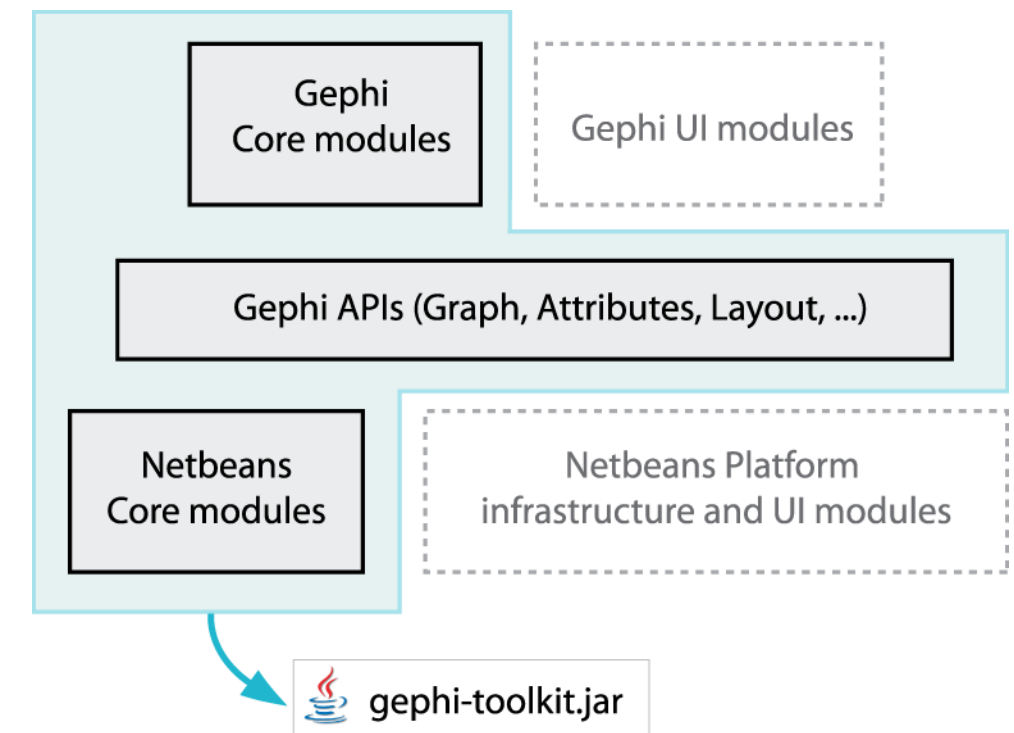 Gephi
Core modules
Gephi UI modules
Gephi APIs (Graph, Attributes, Layout, ...)
Netbeans
Core modules
Netbeans Platform
infrastructure and UI modules
gephi-toolkit.jar